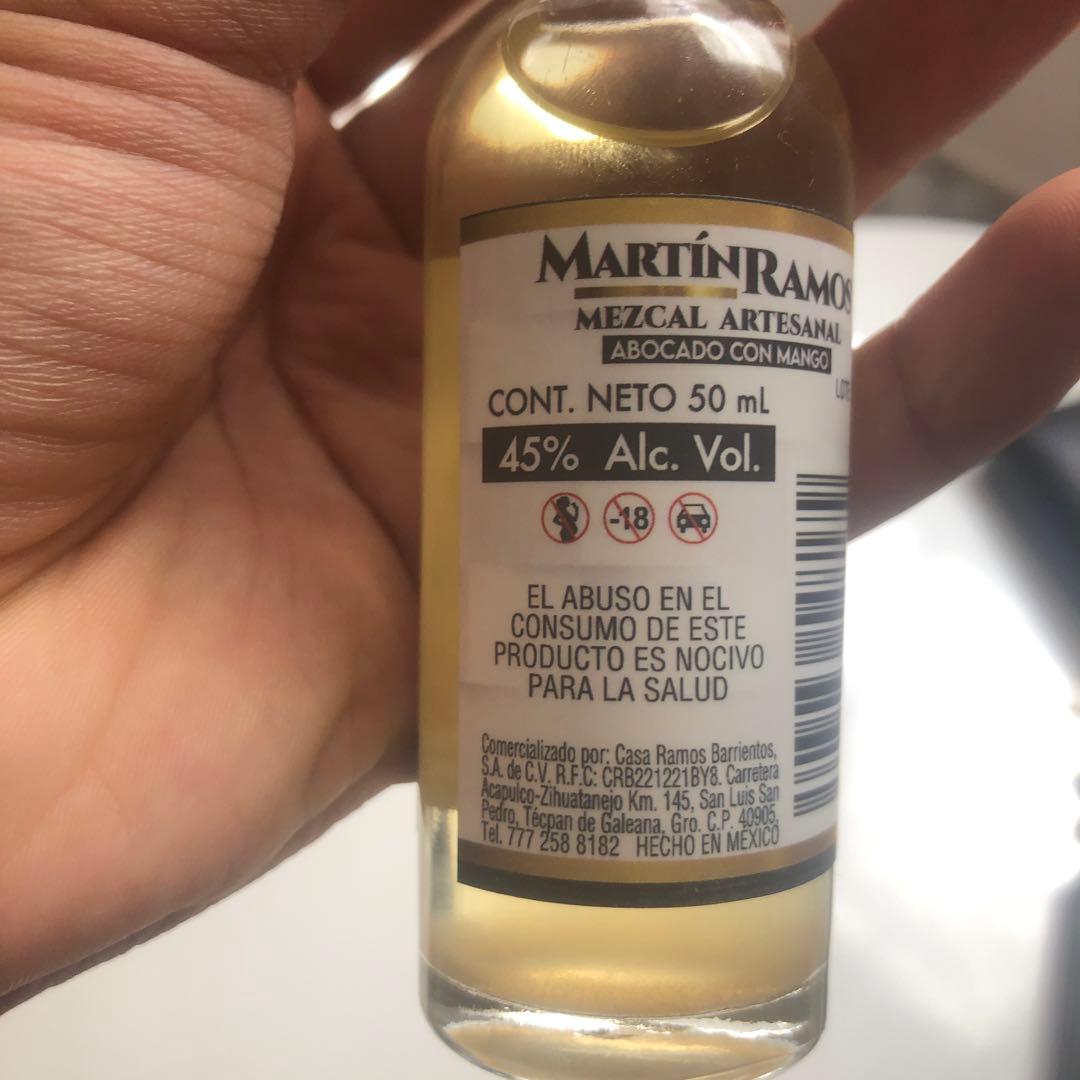 MARTÍN RAMOS
MEZCAL ARTESANAL
ABOCADO CON MANGO
CONT. NETO 50 mL
45% Alc. Vol.
-18
EL ABUSO EN EL
CONSUMO DE ESTE
PRODUCTO ES NOCIVO
PARA LA SALUD
Comercializado por: Casa Ramos Barrientos,
S.A. de C.V. R.F.C: CRB221221BY8. Carretera
Acapulco-Zihuatanejo Km. 145, San Luis San
Pedro, Técpan de Galeana, Gro. C.P. 40905,
Tel. 777 258 8182 HECHO EN MÉXICO